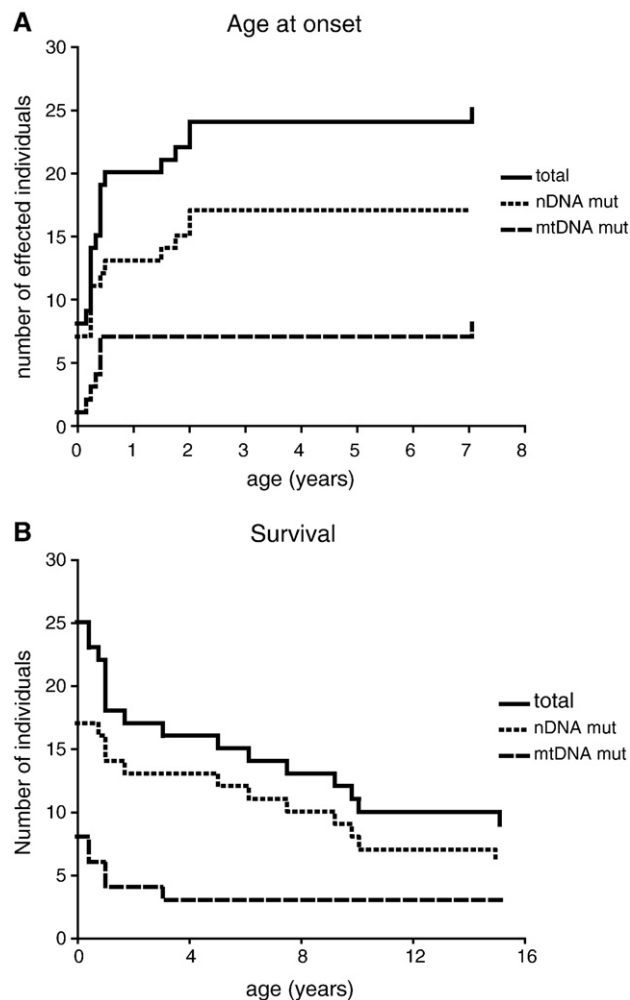 A
Age at onset
30
25
20
15
10
5
0
number of effected individuals
0 1 2 3 4 5 6 7 8
age (years)
total
nDNA mut
mtDNA mut
B
Survival
30
25
20
15
10
5
0
Number of individuals
0 4 8 12 16
age (years)
total
nDNA mut
mtDNA mut